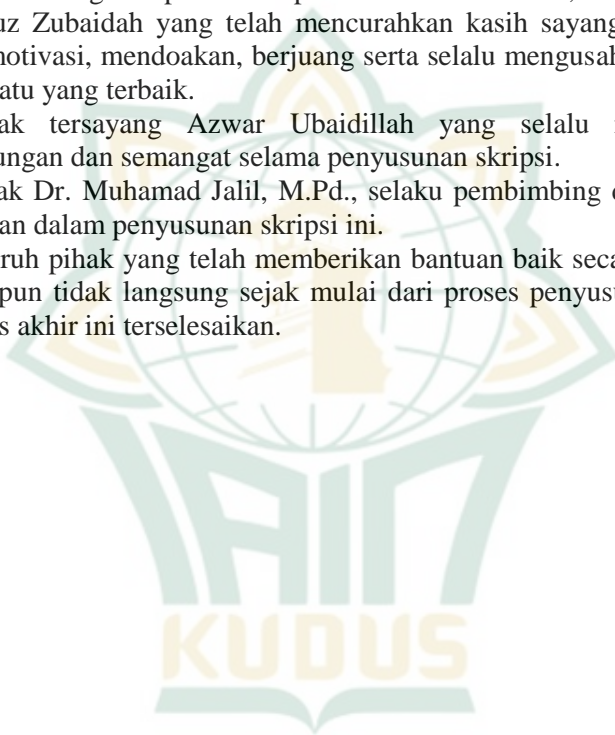 uz Zubaidah yang telah mencurahkan kasih sayang
notivasi, mendoakan, berjuang serta selalu mengusah
atu yang terbaik.
ak tersayang Azwar Ubaidillah yang selalu
ungan dan semangat selama penyusunan skripsi.
ak Dr. Muhamad Jalil, M.Pd., selaku pembimbing
an dalam penyusunan skripsi ini.
ruh pihak yang telah memberikan bantuan baik seca
pun tidak langsung sejak mulai dari proses penyusu
s akhir ini terselesaikan.
IAIN
KUDUS